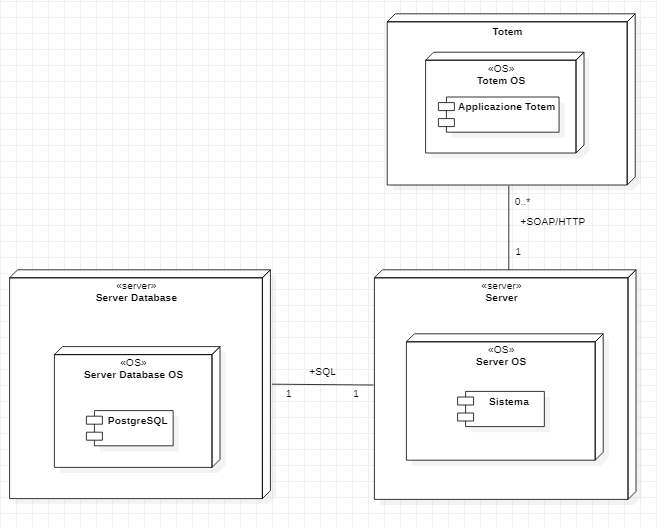 Totem
«OS»
Totem OS
Applicazione Totem
0..*
+SOAP/HTTP
1
«server»
Server Database
«OS»
Server Database OS
PostgreSQL
+SQL
1
1
«server»
Server
«OS»
Server OS
Sistema